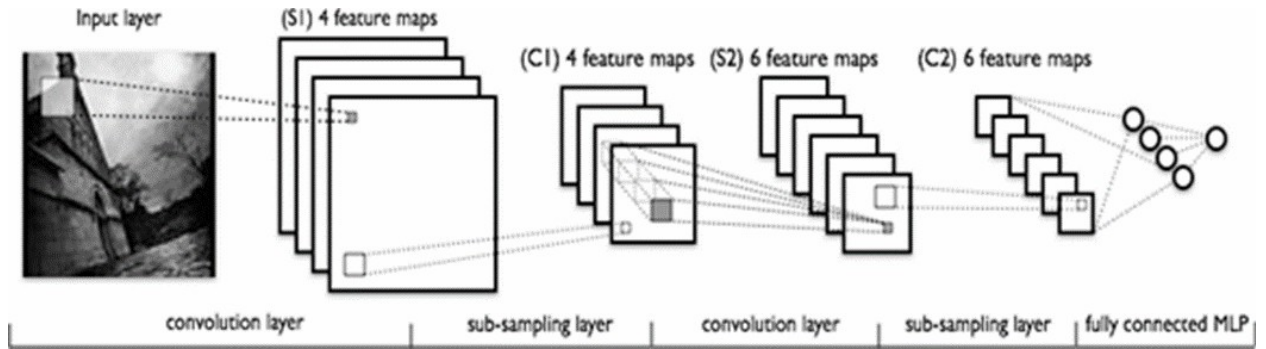 Input layer
(S1) 4 feature maps
(C1) 4 feature maps
(S2) 6 feature maps
(C2) 6 feature maps
convolution layer
sub-sampling layer
convolution layer
sub-sampling layer
fully connected MLP